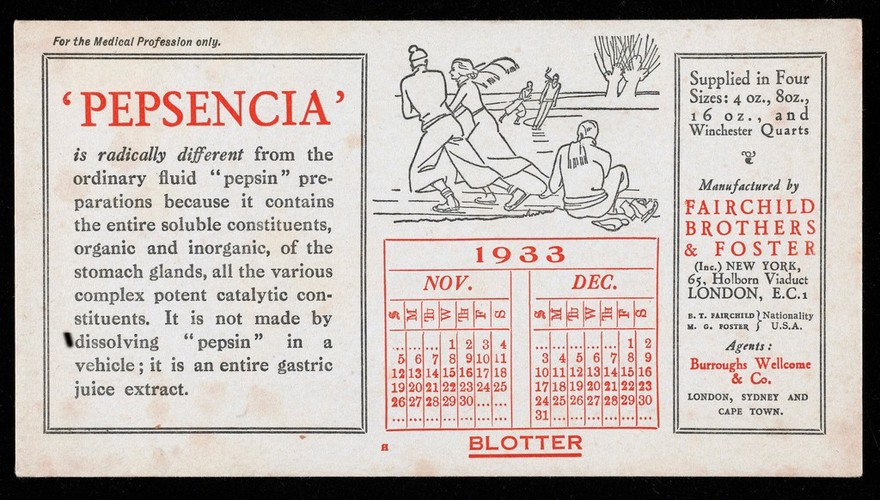 For the Medical Profession only.
‘PEPSENCIA’
is radically different from the
ordinary fluid “pepsin” pre-
parations because it contains
the entire soluble constituents,
organic and inorganic, of the
stomach glands, all the various
complex potent catalytic con-
stituents. It is not made by
dissolving “pepsin” in a
vehicle; it is an entire gastric
juice extract.
1933
NOV.
S M Th W Th F S
... ... ... 1 2 3 4
5 6 7 8 9 10 11
12 13 14 15 16 17 18
19 20 21 22 23 24 25
26 27 28 29 30 ... ...
... ... ... ... ... ... ...
DEC.
S M Tu W Th F S
... ... ... ... ... 1 2
3 4 5 6 7 8 9
10 11 12 13 14 15 16
17 18 19 20 21 22 23
24 25 26 27 28 29 30
31 ... ... ... ... ... ...
H
BLOTTER
Supplied in Four
Sizes: 4 oz., 8oz.,
16 oz., and
Winchester Quarts
Manufactured by
FAIRCHILD
BROTHERS
& FOSTER
(Inc.) NEW YORK,
65, Holborn Viaduct
LONDON, E.C.1
B. T. FAIRCHILD } Nationality
M. G. FOSTER } U.S.A.
Agents:
Burroughs Wellcome
& Co.
LONDON, SYDNEY AND
CAPE TOWN.